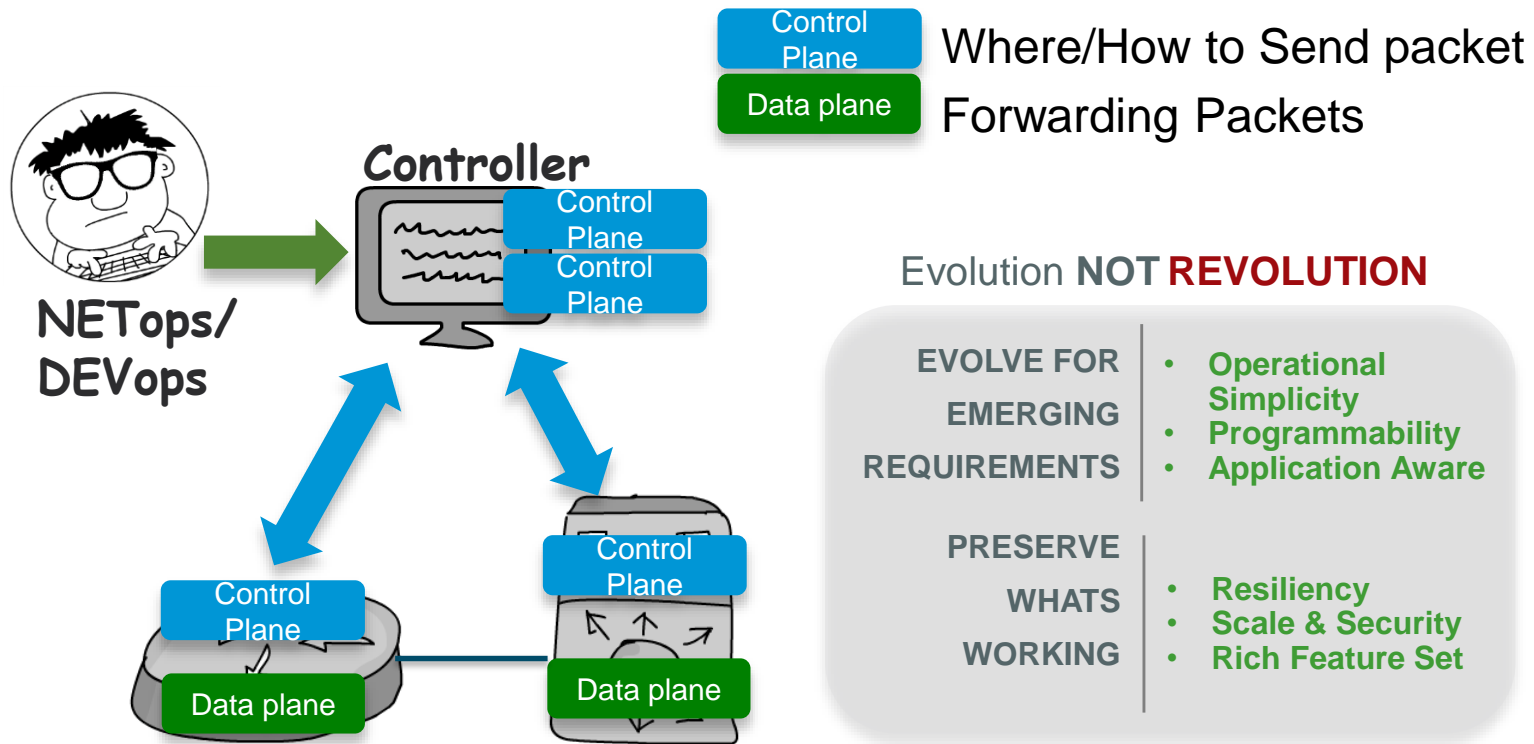 Control
Plane
Where/How to Send packet
Data plane
Forwarding Packets
Controller
Control
Plane
Control
Plane
NETops/
DEVops
Control
Plane
Data plane
Control
Plane
Data plane
Evolution NOT REVOLUTION
EVOLVE FOR
EMERGING
REQUIREMENTS
• Operational
Simplicity
• Programmability
• Application Aware
PRESERVE
WHATS
WORKING
• Resiliency
• Scale & Security
• Rich Feature Set